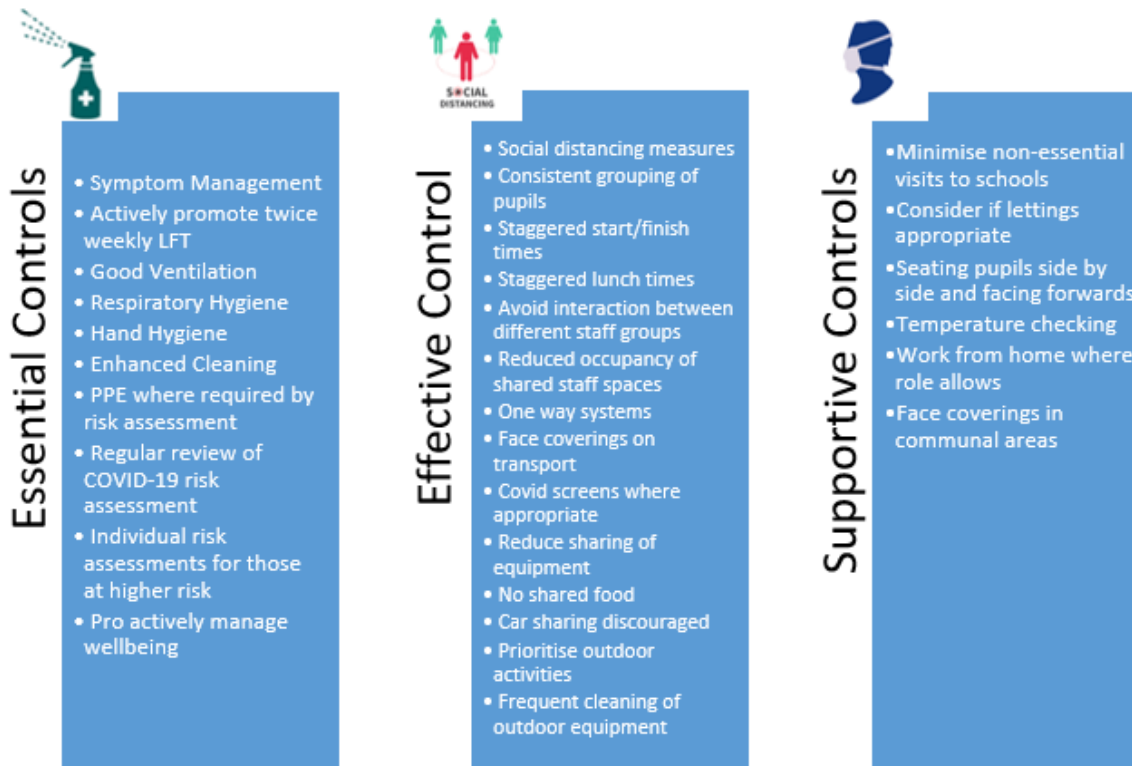 Essential Controls
• Symptom Management
• Actively promote twice
weekly LFT
• Good Ventilation
• Respiratory Hygiene
• Hand Hygiene
• Enhanced Cleaning
• PPE where required by
risk assessment
• Regular review of
COVID-19 risk
assessment
• Individual risk
assessments for those
at higher risk
• Pro actively manage
wellbeing
SOCIAL
DISTANCING
Effective Control
• Social distancing measures
• Consistent grouping of
pupils
• Staggered start/finish
times
• Staggered lunch times
• Avoid interaction between
different staff groups
• Reduced occupancy of
shared staff spaces
• One way systems
• Face coverings on
transport
• Covid screens where
appropriate
• Reduce sharing of
equipment
• No shared food
• Car sharing discouraged
• Prioritise outdoor
activities
• Frequent cleaning of
outdoor equipment
Supportive Controls
•Minimise non-essential
visits to schools
•Consider if lettings
appropriate
•Seating pupils side by
side and facing forwards
•Temperature checking
•Work from home where
role allows
•Face coverings in
communal areas